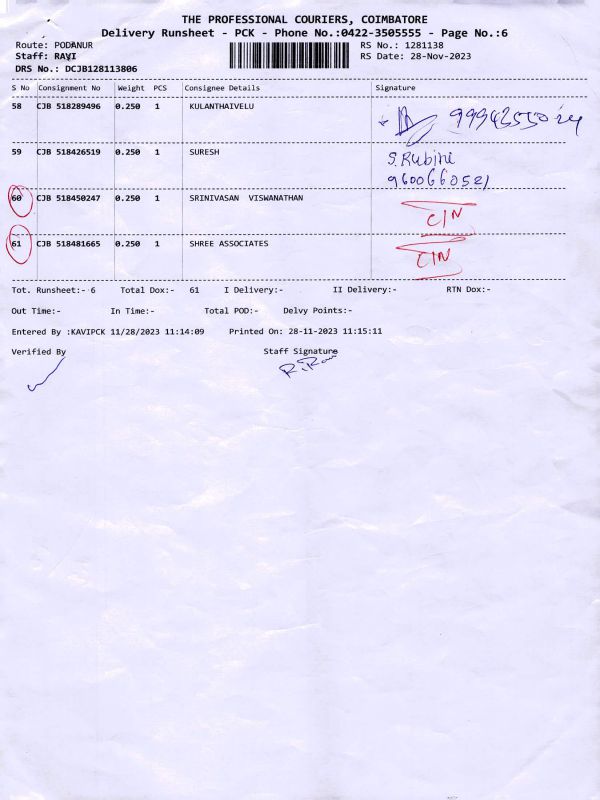 THE PROFESSIONAL COURIERS, COIMBATORE
Delivery Runsheet - PCK - Phone No.:0422-3505555 - Page No.:6
Route: PODANUR RS No.: 1281138
Staff: RAVI RS Date: 28-Nov-2023
DRS No.: DCJB128113806
S No Consignment No Weight PCS Consignee Details Signature
58 CJB 518289496 0.250 1 KULANTHAIVELU
59 CJB 518426519 0.250 1 SURESH S. Rubini
9600660521
60 CJB 518450247 0.250 1 SRINIVASAN VISWANATHAN C/N
61 CJB 518481665 0.250 1 SHREE ASSOCIATES C/N
Tot. Runsheet:- 6 Total Dox:- 61 I Delivery:- II Delivery:- RTN Dox:-
Out Time:- In Time:- Total POD:- Delvy Points:-
Entered By :KAVIPCK 11/28/2023 11:14:09 Printed On: 28-11-2023 11:15:11
Verified By Staff Signature